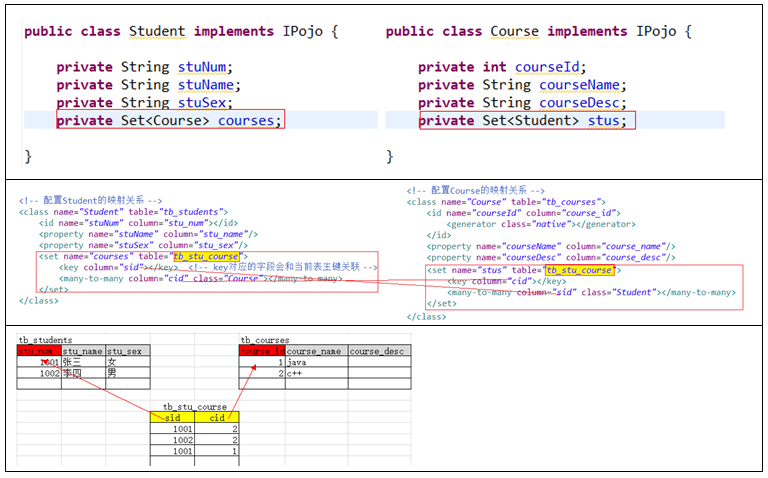 public class Student implements IPojo {
private String stuNum;
private String stuName;
private String stuSex;
private Set<Course> courses;
}
public class Course implements IPojo {
private int courseId;
private String courseName;
private String courseDesc;
private Set<Student> stus;
}
<!-- 配置Student的映射关系 -->
<class name="Student" table="tb_students">
<id name="stuNum" column="stu_num"></id>
<property name="stuName" column="stu_name"/>
<property name="stuSex" column="stu_sex"/>
<set name="courses" table="tb_stu_course">
<key column="sid"></key> <!-- key对应的字段会和当前表主键关联 -->
<many-to-many column="cid" class="Course"></many-to-many>
</set>
</class>
<!-- 配置Course的映射关系 -->
<class name="Course" table="tb_courses">
<id name="courseId" column="course_id">
<generator class="native"></generator>
</id>
<property name="courseName" column="course_name"/>
<property name="courseDesc" column="course_desc"/>
<set name="stus" table="tb_stu_course">
<key column="cid"></key>
<many-to-many column="sid" class="Student"></many-to-many>
</set>
</class>
tb_students
stu_num stu_name stu_sex
1001 张三 女
1002 李四 男
tb_courses
course_id course_name course_desc
1 java
2 c++
tb_stu_course
sid cid
1001 2
1002 2
1001 1